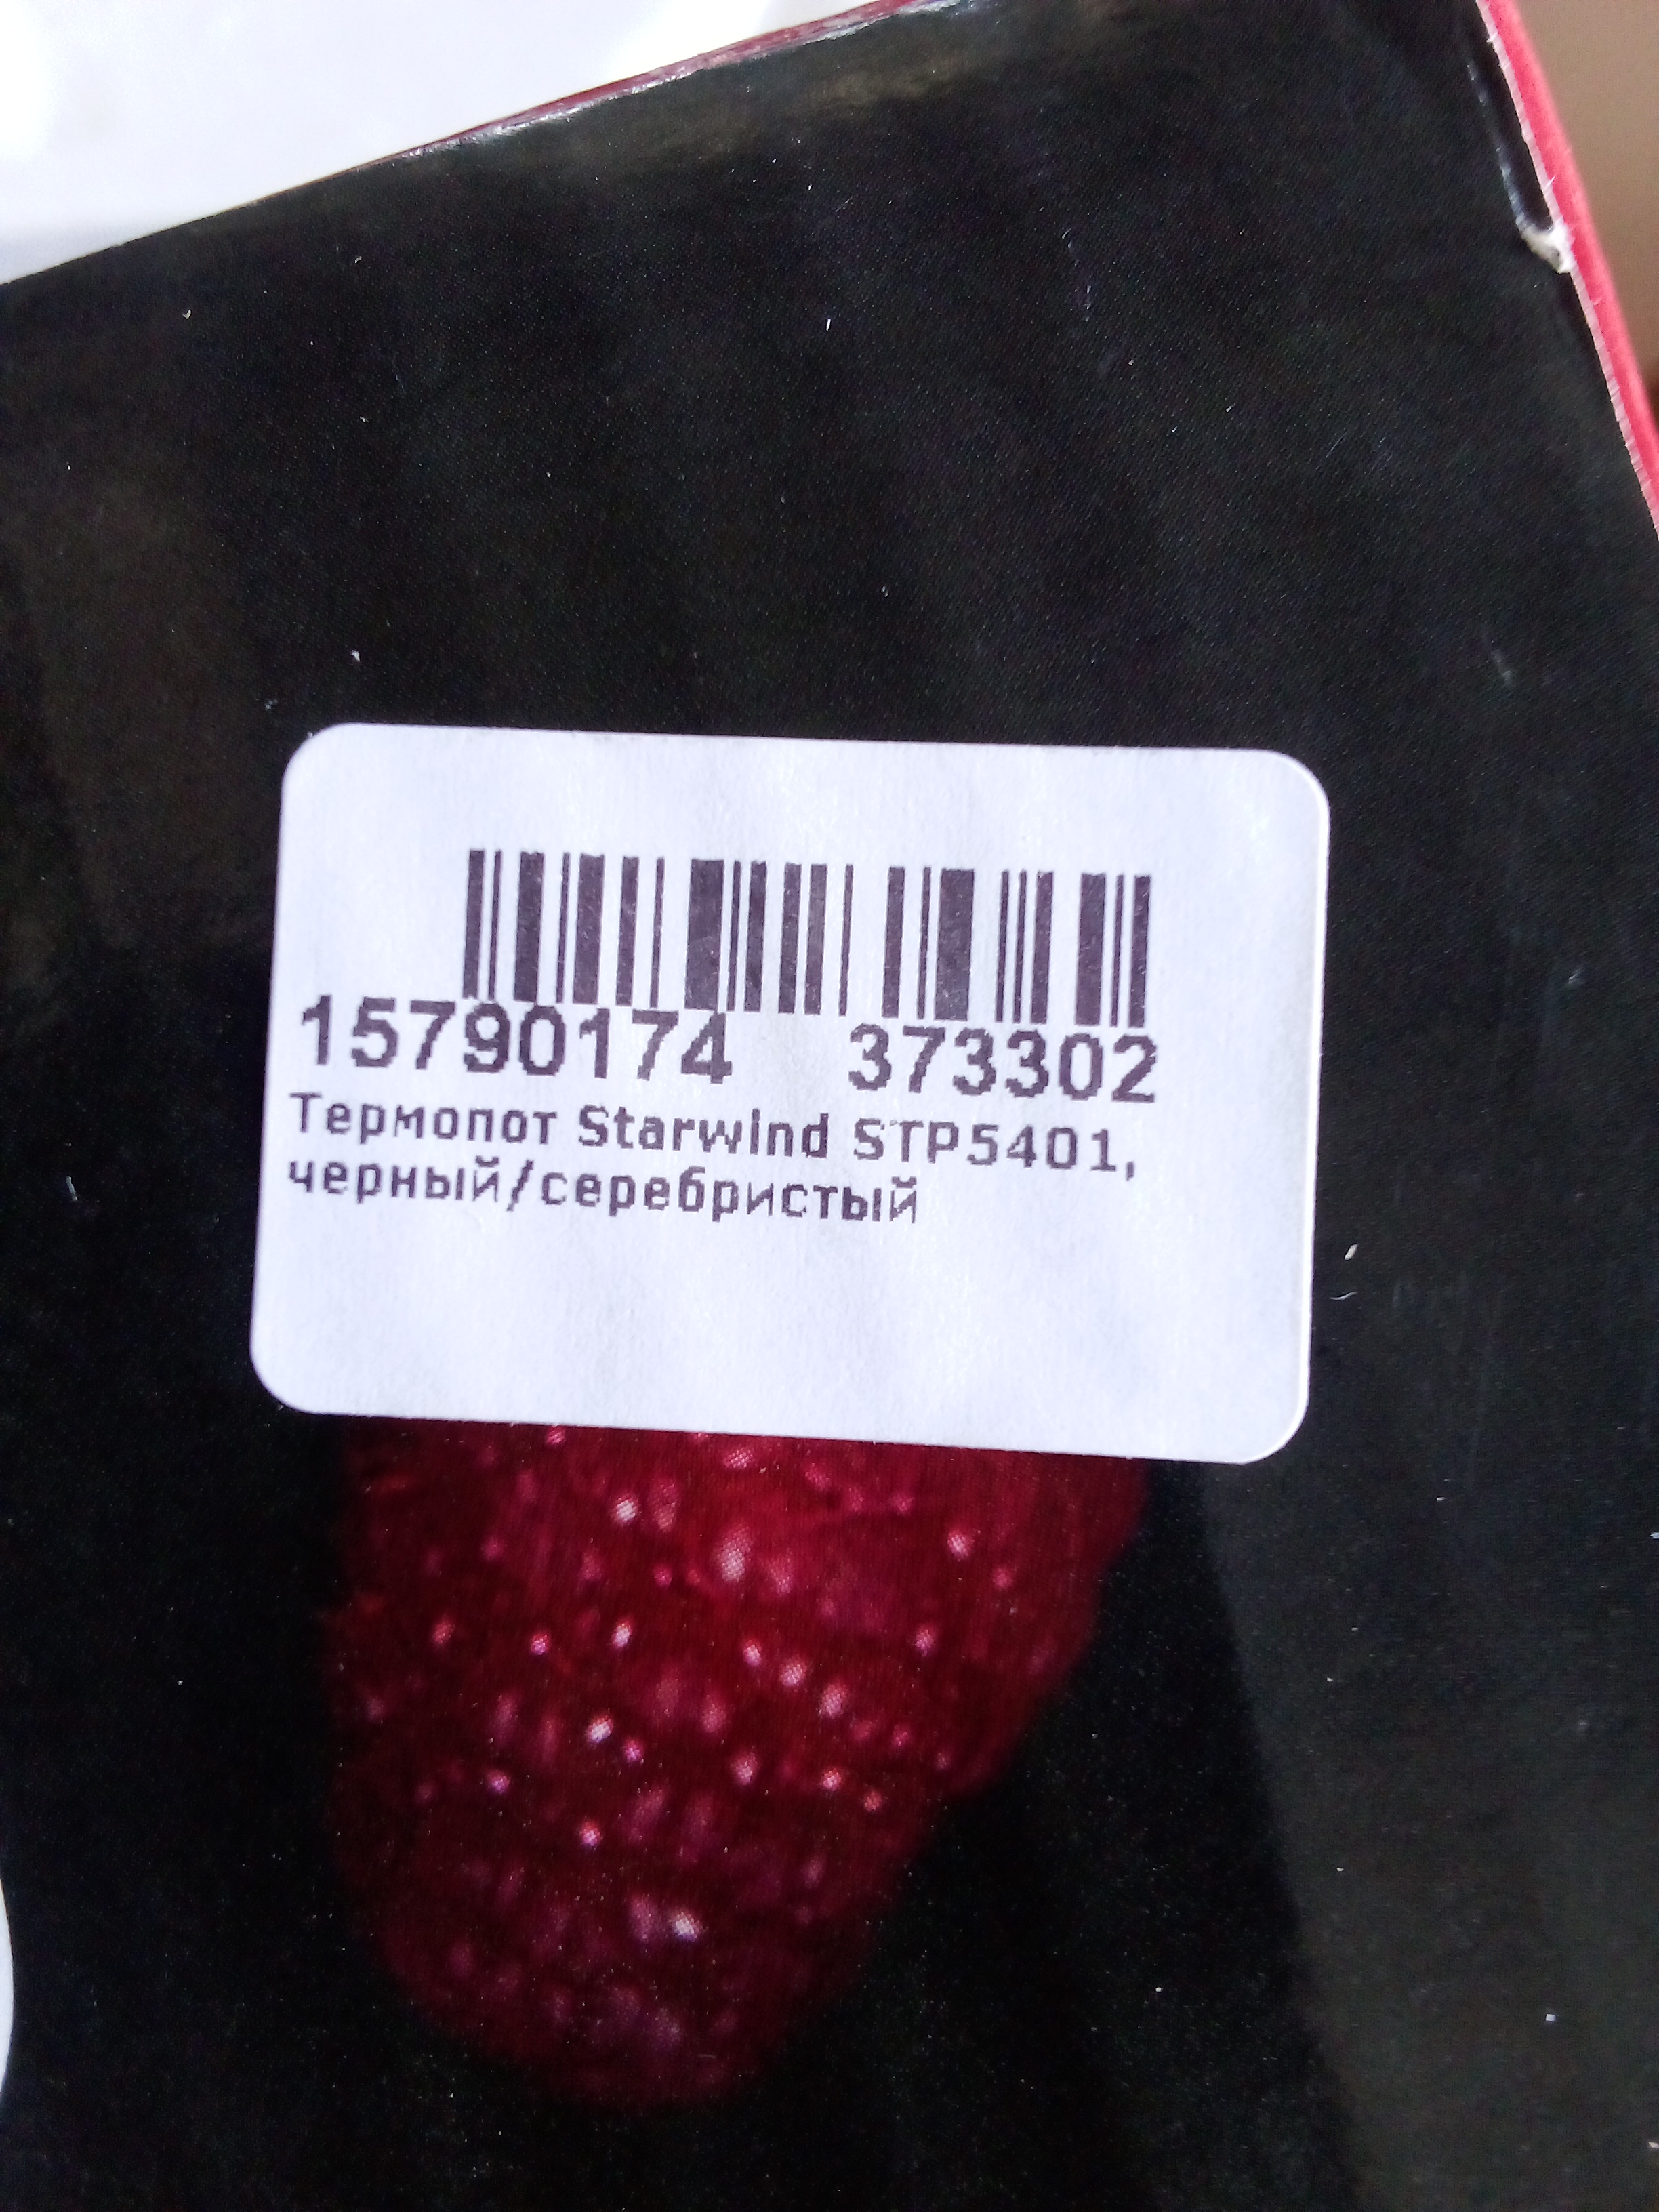 15790174 373302
Термопот Starwind STP5401,
черный/серебристый